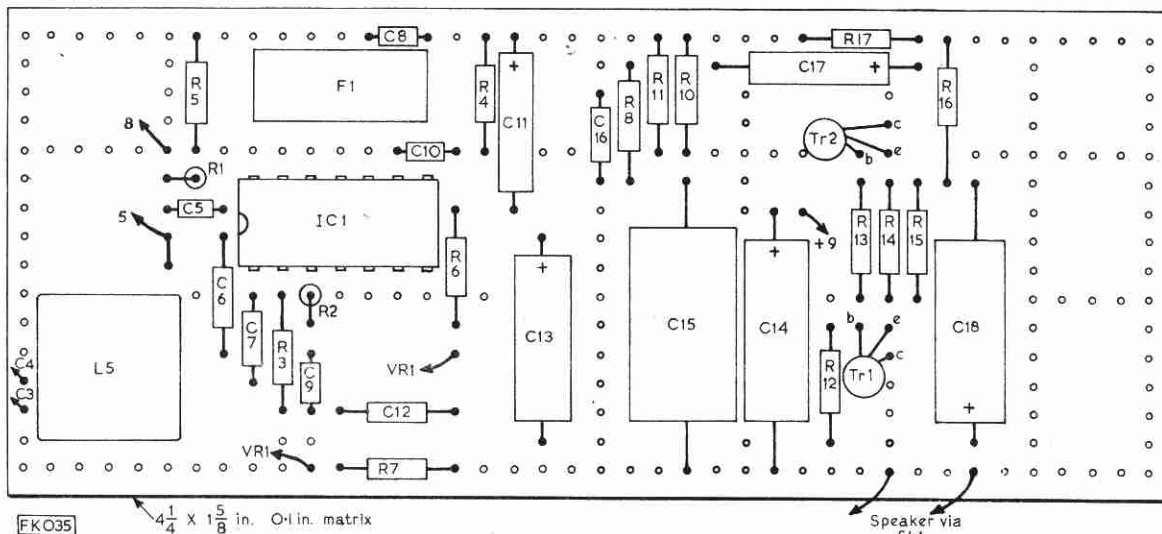 C8
R17
R5
F1
R4
C11
+
C16
R8
R11
R10
C17
+
R16
8
C10
Tr2
c
e
b
R1
C5
IC1
5
R6
+9
R13
R14
R15
C6
R2
+
C13
C15
+
C14
C18
+
b
e
c
C4
C3
L5
C7
R3
C9
VR1
R12
Tr1
C12
VR1
R7
FK035
4 1/4 X 1 5/8 in. 0·1 in. matrix
Speaker via